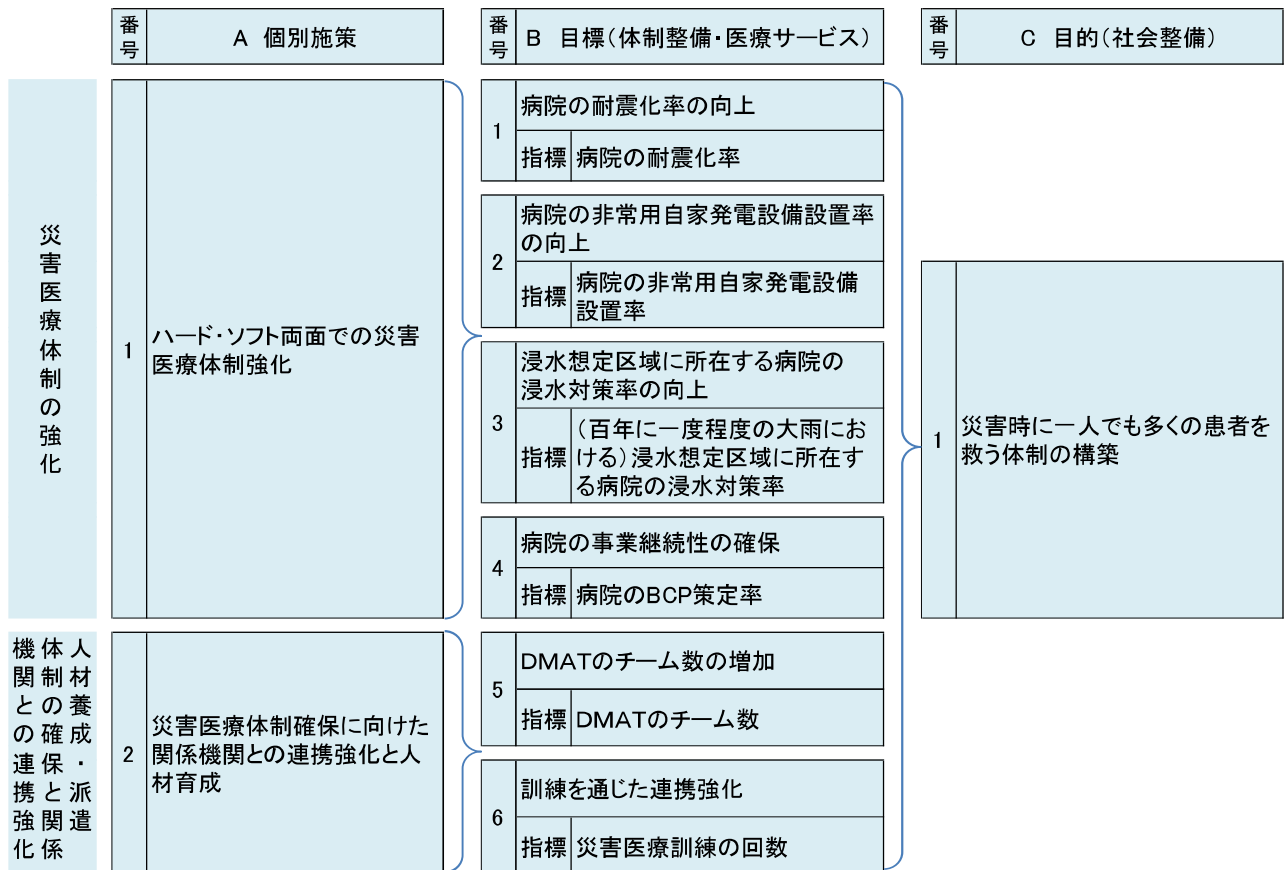 番号
A 個別施策
番号
B 目標(体制整備・医療サービス)
番号
C 目的(社会整備)
災害医療体制の強化
1
ハード・ソフト両面での災害
医療体制強化
1
病院の耐震化率の向上
指標
病院の耐震化率
2
病院の非常用自家発電設備設置率
の向上
指標
病院の非常用自家発電設備
設置率
3
浸水想定区域に所在する病院の
浸水対策率の向上
指標
(百年に一度程度の大雨にお
ける)浸水想定区域に所在す
る病院の浸水対策率
4
病院の事業継続性の確保
指標
病院のBCP策定率
1
災害時に一人でも多くの患者を
救う体制の構築
人材養成・派遣
体制の確保と関係
機関との連携強化
2
災害医療体制確保に向けた
関係機関との連携強化と人
材育成
5
DMATのチーム数の増加
指標
DMATのチーム数
6
訓練を通じた連携強化
指標
災害医療訓練の回数